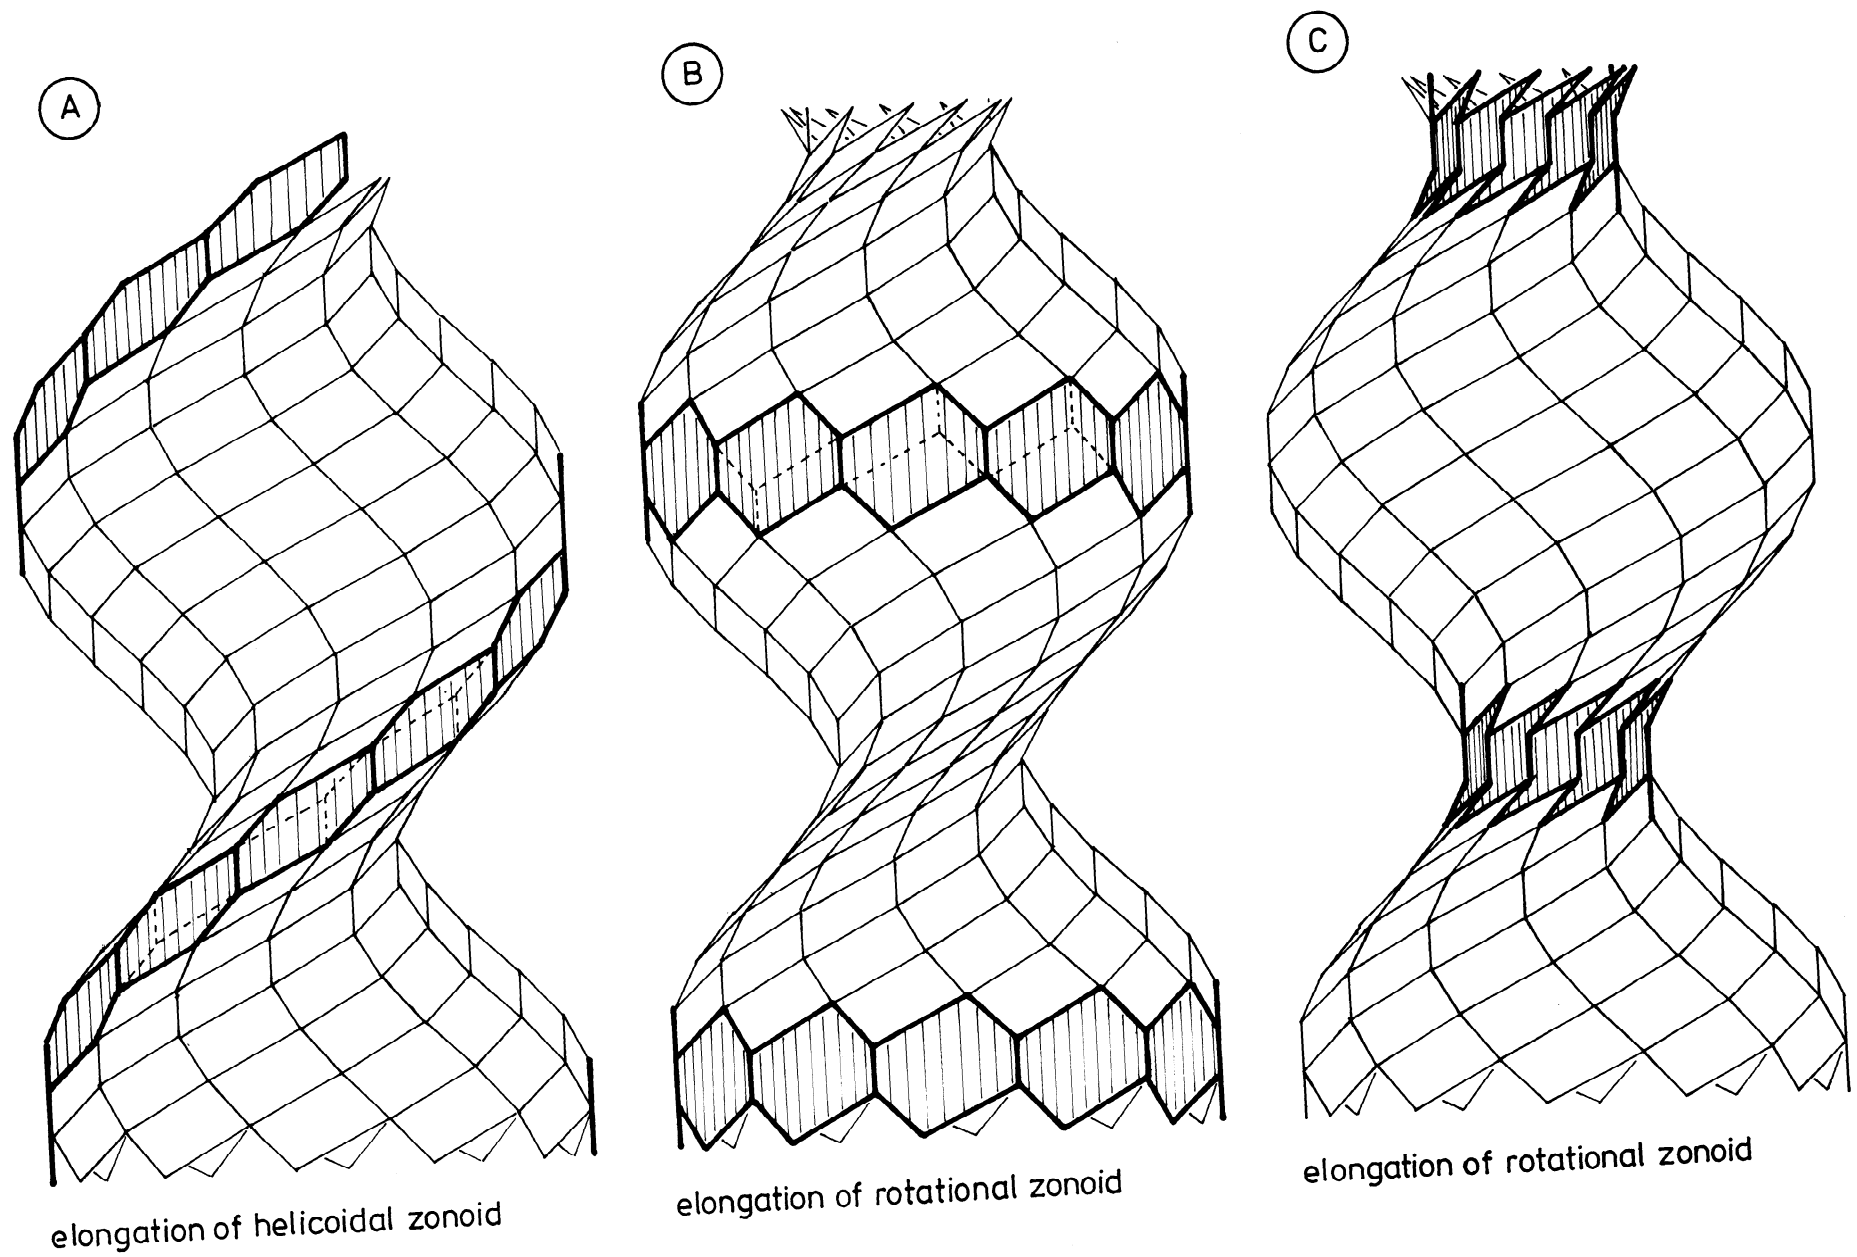 A
B
C
elongation of helicoidal zonoid
elongation of rotational zonoid
elongation of rotational zonoid